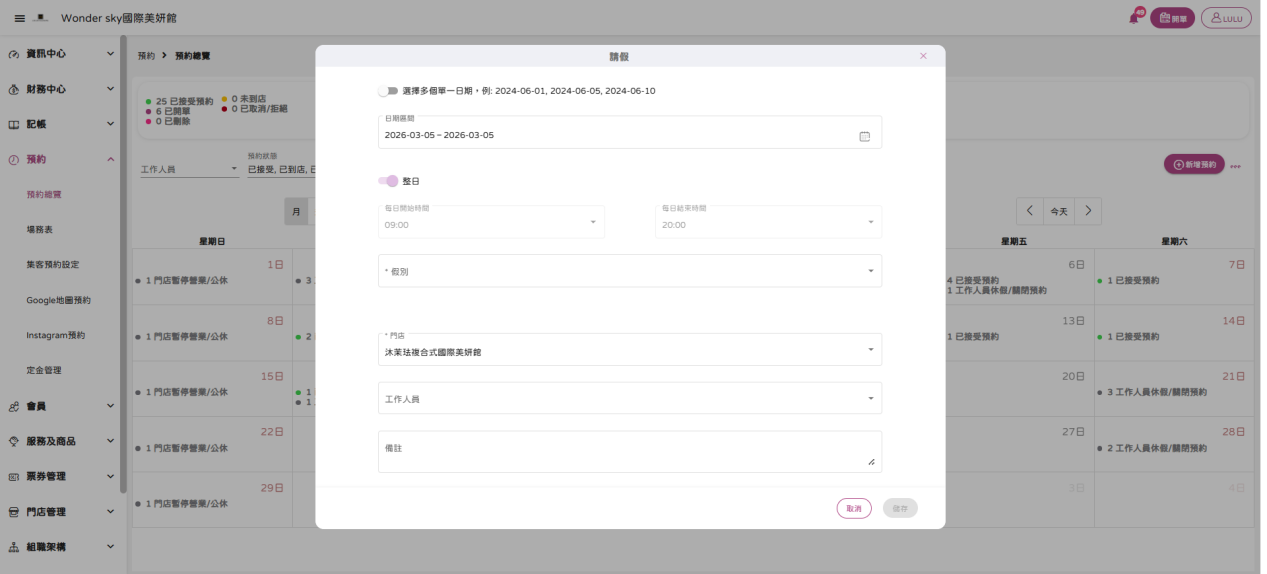 Wonder sky國際美妍館
49
開單
LULU
資訊中心
財務中心
記帳
預約
預約總覽
場務表
集客預約設定
Google地圖預約
Instagram預約
定金管理
會員
服務及商品
票券管理
門店管理
組職架構
預約 > 預約總覽
25 已接受預約
0 未到店
6 已開單
0 已取消/拒絕
0 已刪除
工作人員
預約狀態
已接受, 已到店, 已
新增預約
月
今天
星期日
星期五
星期六
1日
1 門店暫停營業/公休
3
6日
4 已接受預約
1 工作人員休假/關閉預約
7日
1 已接受預約
8日
1 門店暫停營業/公休
2
13日
1 已接受預約
14日
1 已接受預約
15日
1 門店暫停營業/公休
1
1
20日
21日
3 工作人員休假/關閉預約
22日
1 門店暫停營業/公休
27日
28日
2 工作人員休假/關閉預約
29日
1 門店暫停營業/公休
3日
4日
請假
選擇多個單一日期，例: 2024-06-01, 2024-06-05, 2024-06-10
日期區間
2026-03-05 – 2026-03-05
整日
每日開始時間
09:00
每日結束時間
20:00
* 假別
* 門店
沐茉珐複合式國際美妍館
工作人員
備註
取消
儲存